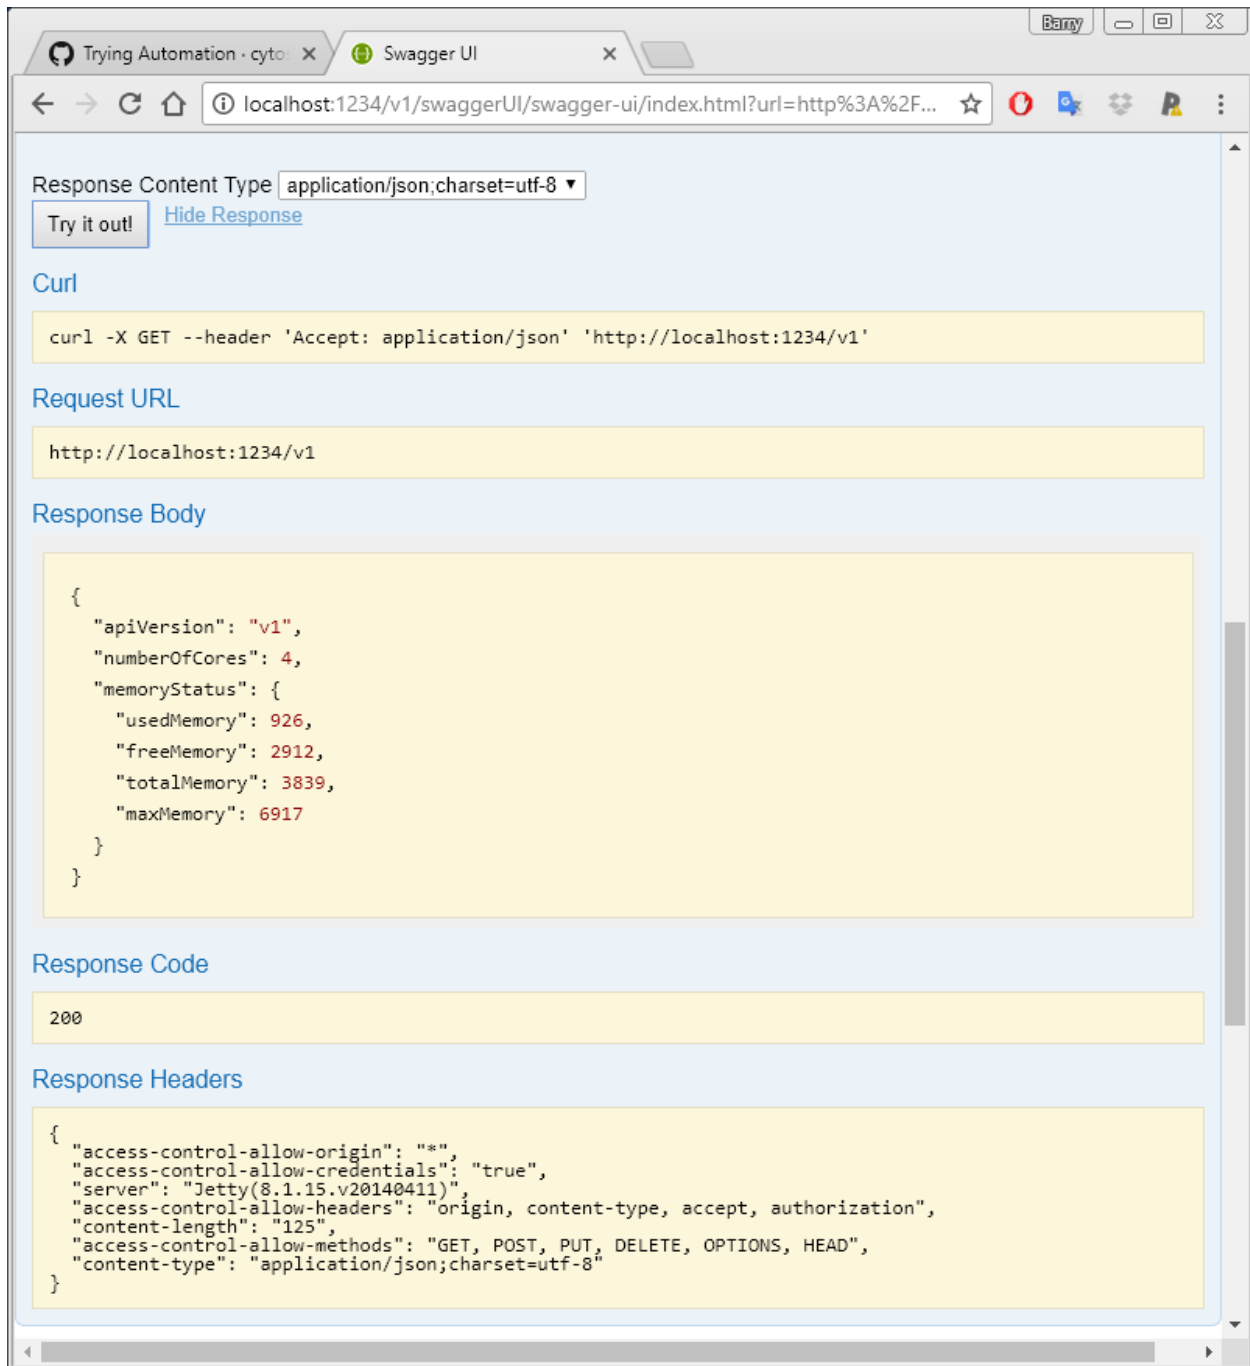 Barry
Trying Automation · cyto
Swagger UI
localhost:1234/v1/swaggerUI/swagger-ui/index.html?url=http%3A%2F...
Response Content Type application/json;charset=utf-8
Try it out! Hide Response
Curl
curl -X GET --header 'Accept: application/json' 'http://localhost:1234/v1'
Request URL
http://localhost:1234/v1
Response Body
{
  "apiVersion": "v1",
  "numberOfCores": 4,
  "memoryStatus": {
    "usedMemory": 926,
    "freeMemory": 2912,
    "totalMemory": 3839,
    "maxMemory": 6917
  }
}
Response Code
200
Response Headers
{
  "access-control-allow-origin": "*",
  "access-control-allow-credentials": "true",
  "server": "Jetty(8.1.15.v20140411)",
  "access-control-allow-headers": "origin, content-type, accept, authorization",
  "content-length": "125",
  "access-control-allow-methods": "GET, POST, PUT, DELETE, OPTIONS, HEAD",
  "content-type": "application/json;charset=utf-8"
}